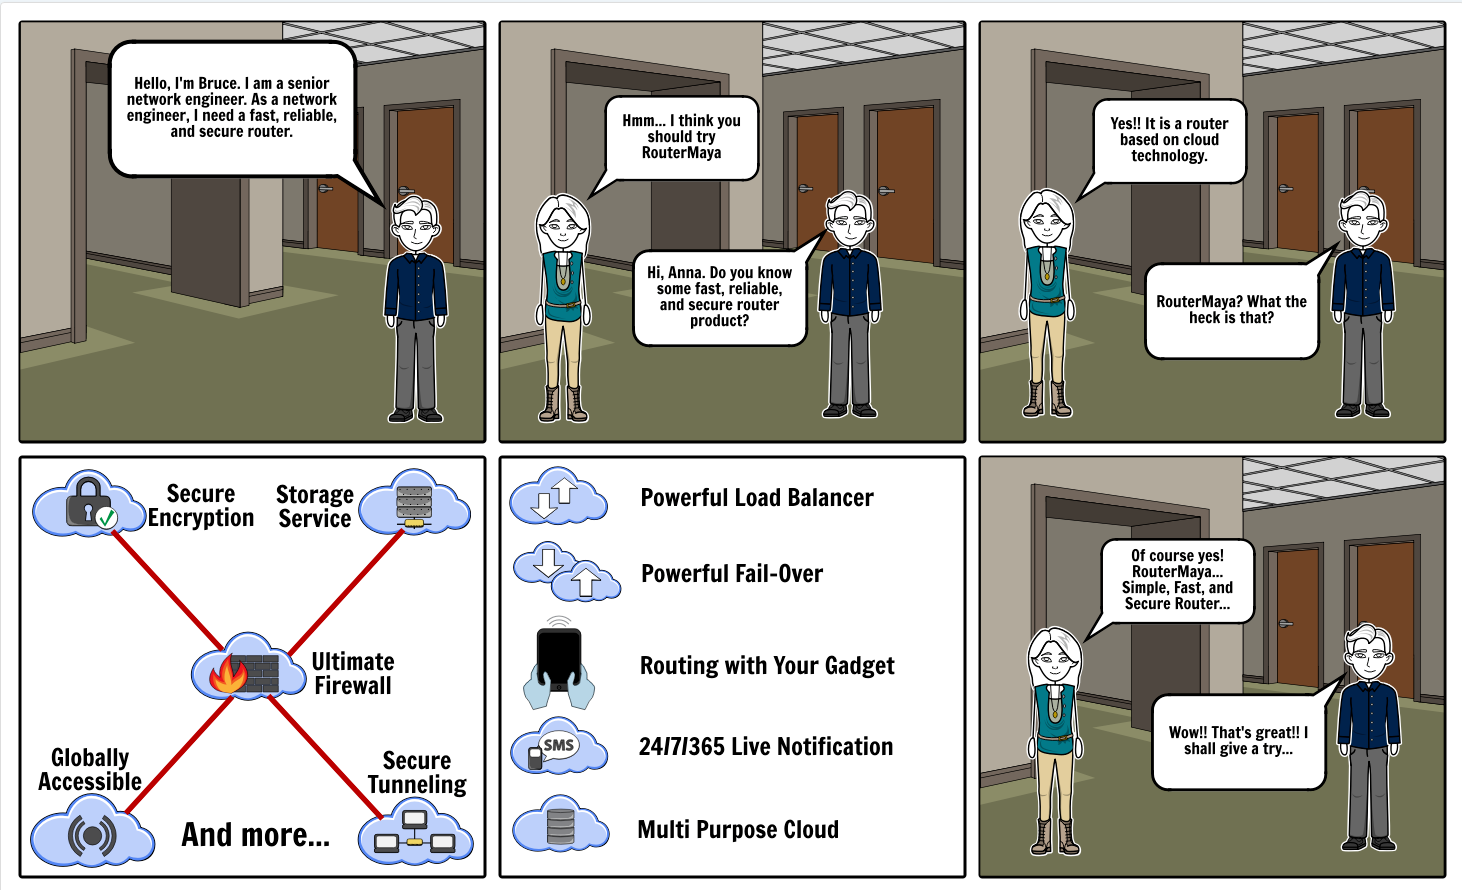 Hello, I'm Bruce. I am a senior
network engineer. As a network
engineer, I need a fast, reliable,
and secure router.
Hmm... I think you
should try
RouterMaya
Hi, Anna. Do you know
some fast, reliable,
and secure router
product?
Yes!! It is a router
based on cloud
technology.
RouterMaya? What the
heck is that?
Secure
Encryption
Storage
Service
Ultimate
Firewall
Globally
Accessible
Secure
Tunneling
And more...
Powerful Load Balancer
Powerful Fail-Over
Routing with Your Gadget
SMS
24/7/365 Live Notification
Multi Purpose Cloud
Of course yes!
RouterMaya...
Simple, Fast, and
Secure Router...
Wow!! That's great!! I
shall give a try...